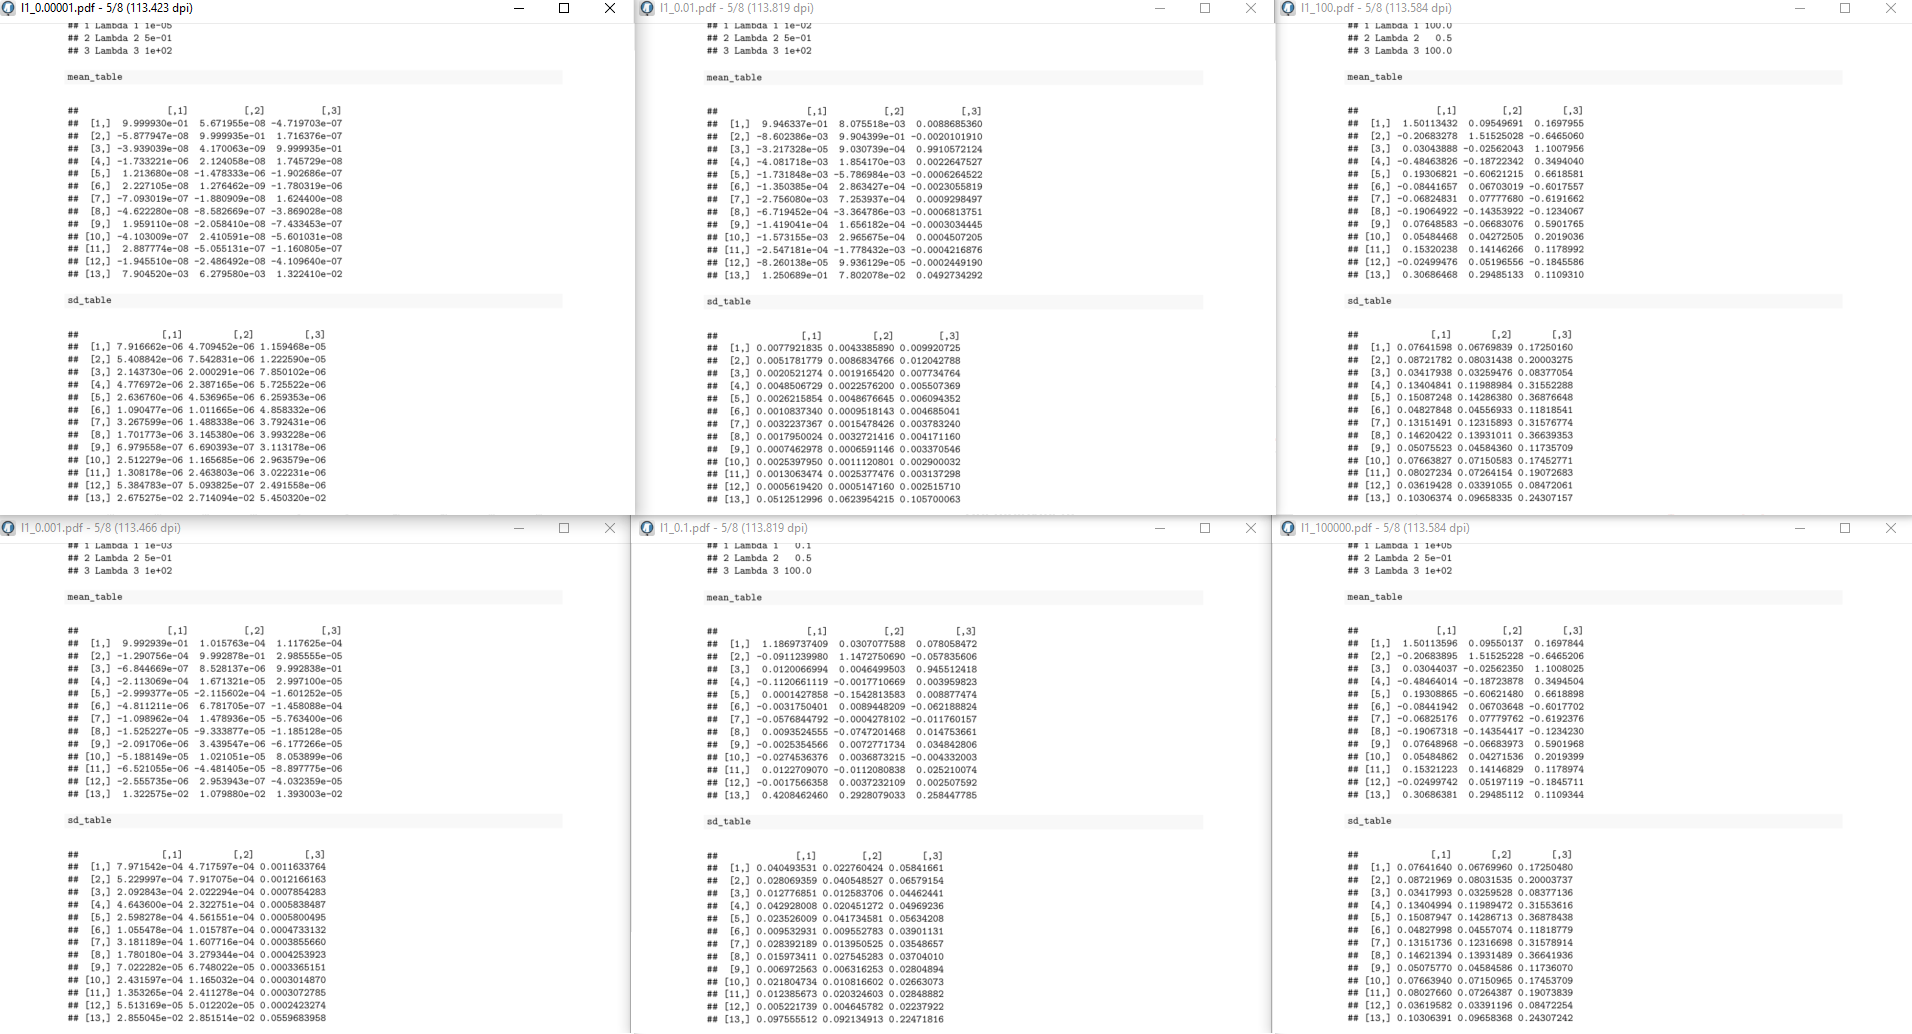 l1_0.00001.pdf - 5/8 (113.423 dpi)
## 1 Lambda 1 1e-05
## 2 Lambda 2 5e-01
## 3 Lambda 3 1e+02
mean_table
## [,1] [,2] [,3]
## [1,] 9.999930e-01 5.671955e-08 -4.719703e-07
## [2,] -5.877947e-08 9.999935e-01 1.716376e-07
## [3,] -3.939039e-08 4.170063e-09 9.999935e-01
## [4,] -1.733221e-06 2.124058e-08 1.745729e-08
## [5,] 1.213680e-08 -1.478333e-06 -1.902686e-07
## [6,] 2.227105e-08 1.276462e-09 -1.780319e-06
## [7,] -7.093019e-07 -1.880909e-08 1.624400e-08
## [8,] -4.622280e-08 -8.582669e-07 -3.869028e-08
## [9,] 1.959110e-08 -2.058410e-08 -7.433453e-07
## [10,] -4.103009e-07 2.410591e-08 -5.601031e-08
## [11,] 2.887774e-08 -5.055131e-07 -1.160805e-07
## [12,] -1.945510e-08 -2.486492e-08 -4.109640e-07
## [13,] 7.904520e-03 6.279580e-03 1.322410e-02
sd_table
## [,1] [,2] [,3]
## [1,] 7.916662e-06 4.709452e-06 1.159468e-05
## [2,] 5.408842e-06 7.542831e-06 1.222590e-05
## [3,] 2.143730e-06 2.000291e-06 7.850102e-06
## [4,] 4.776972e-06 2.387165e-06 5.725522e-06
## [5,] 2.636760e-06 4.536965e-06 6.259353e-06
## [6,] 1.090477e-06 1.011665e-06 4.858332e-06
## [7,] 3.267599e-06 1.488338e-06 3.792431e-06
## [8,] 1.701773e-06 3.145380e-06 3.993228e-06
## [9,] 6.979558e-07 6.690393e-07 3.113178e-06
## [10,] 2.512279e-06 1.165685e-06 2.963579e-06
## [11,] 1.308178e-06 2.463803e-06 3.022231e-06
## [12,] 5.384783e-07 5.093825e-07 2.491558e-06
## [13,] 2.675275e-02 2.714094e-02 5.450320e-02
l1_0.01.pdf - 5/8 (113.819 dpi)
## 1 Lambda 1 1e-02
## 2 Lambda 2 5e-01
## 3 Lambda 3 1e+02
mean_table
## [,1] [,2] [,3]
## [1,] 9.946337e-01 8.075518e-03 0.0088685360
## [2,] -8.602386e-03 9.904399e-01 -0.0020101910
## [3,] -3.217328e-05 9.030739e-04 0.9910572124
## [4,] -4.081718e-03 1.854170e-03 0.0022647527
## [5,] -1.731848e-03 -5.786984e-03 -0.0006264522
## [6,] -1.350385e-04 2.863427e-04 -0.0023055819
## [7,] -2.756080e-03 7.253937e-04 -0.0009298497
## [8,] -6.719452e-04 -3.364786e-03 -0.0006813751
## [9,] -1.419041e-04 1.656182e-04 -0.0003034445
## [10,] -1.573155e-03 2.965675e-04 0.0004507205
## [11,] -2.547181e-04 -1.778432e-03 -0.0004216876
## [12,] -8.260138e-05 9.936129e-05 -0.0002449190
## [13,] 1.250689e-01 7.802078e-02 0.0492734292
sd_table
## [,1] [,2] [,3]
## [1,] 0.0077921835 0.0043385890 0.009920725
## [2,] 0.0051781779 0.0086834766 0.012042788
## [3,] 0.0020521274 0.0019165420 0.007734764
## [4,] 0.0048506729 0.0022576200 0.005507369
## [5,] 0.0026215854 0.0048676645 0.006094352
## [6,] 0.0010837340 0.0009518143 0.004685041
## [7,] 0.0032237367 0.0015478426 0.003783240
## [8,] 0.0017950024 0.0032721416 0.004171160
## [9,] 0.0007462978 0.0006591146 0.003370546
## [10,] 0.0025397950 0.0011120801 0.002900032
## [11,] 0.0013063474 0.0025377476 0.003137298
## [12,] 0.0005619420 0.0005147160 0.002515710
## [13,] 0.0512512996 0.0623954215 0.105700063
l1_100.pdf - 5/8 (113.584 dpi)
## 1 Lambda 1 100.0
## 2 Lambda 2 0.5
## 3 Lambda 3 100.0
mean_table
## [,1] [,2] [,3]
## [1,] 1.50113432 0.09549691 0.1697955
## [2,] -0.20683278 1.51525028 -0.6465060
## [3,] 0.03043888 -0.02562043 1.1007956
## [4,] -0.48463826 -0.18722342 0.3494040
## [5,] 0.19306821 -0.60621215 0.6618581
## [6,] -0.08441657 0.06703019 -0.6017557
## [7,] -0.06824831 0.07777680 -0.6191662
## [8,] -0.19064922 -0.14353922 -0.1234067
## [9,] 0.07648583 -0.06683076 0.5901765
## [10,] 0.05484468 0.04272505 0.2019036
## [11,] 0.15320238 0.14146266 0.1178992
## [12,] -0.02499476 0.05196556 -0.1845586
## [13,] 0.30686468 0.29485133 0.1109310
sd_table
## [,1] [,2] [,3]
## [1,] 0.07641598 0.06769839 0.17250160
## [2,] 0.08721782 0.08031438 0.20003275
## [3,] 0.03417938 0.03259476 0.08377054
## [4,] 0.13404841 0.11988984 0.31552288
## [5,] 0.15087248 0.14286380 0.36876648
## [6,] 0.04827848 0.04556933 0.11818541
## [7,] 0.13151491 0.12315893 0.31576774
## [8,] 0.14620422 0.13931011 0.36639353
## [9,] 0.05075523 0.04584360 0.11735709
## [10,] 0.07663827 0.07150583 0.17452771
## [11,] 0.08027234 0.07264154 0.19072683
## [12,] 0.03619428 0.03391055 0.08472061
## [13,] 0.10306374 0.09658335 0.24307157
l1_0.001.pdf - 5/8 (113.466 dpi)
## 1 Lambda 1 1e-03
## 2 Lambda 2 5e-01
## 3 Lambda 3 1e+02
mean_table
## [,1] [,2] [,3]
## [1,] 9.992939e-01 1.015763e-04 1.117625e-04
## [2,] -1.290756e-04 9.992878e-01 2.985555e-05
## [3,] -6.844669e-07 8.528137e-06 9.992838e-01
## [4,] -2.113069e-04 1.671321e-05 2.997100e-05
## [5,] -2.999377e-05 -2.115602e-04 -1.601252e-05
## [6,] -4.811211e-06 6.781705e-07 -1.458088e-04
## [7,] -1.098962e-04 1.478936e-05 -5.763400e-06
## [8,] -1.525227e-05 -9.333877e-05 -1.185128e-05
## [9,] -2.091706e-06 3.439547e-06 -6.177266e-05
## [10,] -5.188149e-05 1.021051e-05 8.053899e-06
## [11,] -6.521055e-06 -4.481405e-05 -8.897775e-06
## [12,] -2.555735e-06 2.953943e-07 -4.032359e-05
## [13,] 1.322575e-02 1.079880e-02 1.393003e-02
sd_table
## [,1] [,2] [,3]
## [1,] 7.971542e-04 4.717597e-04 0.0011633764
## [2,] 5.229997e-04 7.917075e-04 0.0012166163
## [3,] 2.092843e-04 2.022294e-04 0.0007854283
## [4,] 4.643600e-04 2.322751e-04 0.0005838487
## [5,] 2.598278e-04 4.561551e-04 0.0005800495
## [6,] 1.055478e-04 1.015787e-04 0.0004733132
## [7,] 3.181189e-04 1.607716e-04 0.0003855660
## [8,] 1.780180e-04 3.279344e-04 0.0004253923
## [9,] 7.022282e-05 6.748022e-05 0.0003365151
## [10,] 2.431597e-04 1.165032e-04 0.0003014870
## [11,] 1.353265e-04 2.411278e-04 0.0003072785
## [12,] 5.513169e-05 5.012202e-05 0.0002423274
## [13,] 2.855045e-02 2.851514e-02 0.0559683958
l1_0.1.pdf - 5/8 (113.819 dpi)
## 1 Lambda 1 0.1
## 2 Lambda 2 0.5
## 3 Lambda 3 100.0
mean_table
## [,1] [,2] [,3]
## [1,] 1.1869737409 0.0307077588 0.078058472
## [2,] -0.0911239980 1.1472750690 -0.057835606
## [3,] 0.0120066994 0.0046499503 0.945512418
## [4,] -0.1120661119 -0.0017710669 0.003959823
## [5,] 0.0001427858 -0.1542813583 0.008877474
## [6,] -0.0031750401 0.0089448209 -0.062188824
## [7,] -0.0576844792 -0.0004278102 -0.011760157
## [8,] 0.0093524555 -0.0747201468 0.014753661
## [9,] -0.0025354566 0.0072771734 0.034842806
## [10,] -0.0274536376 0.0036873215 -0.004332003
## [11,] 0.0122709070 -0.0112080838 0.025210074
## [12,] -0.0017566358 0.0037232109 0.002507592
## [13,] 0.4208462460 0.2928079033 0.258447785
sd_table
## [,1] [,2] [,3]
## [1,] 0.040493531 0.022760424 0.05841661
## [2,] 0.028069359 0.040548527 0.06579154
## [3,] 0.012776851 0.012583706 0.04462441
## [4,] 0.042928008 0.020451272 0.04969236
## [5,] 0.023526009 0.041734581 0.05634208
## [6,] 0.009532931 0.009552783 0.03901131
## [7,] 0.028392189 0.013950525 0.03548657
## [8,] 0.015973411 0.027545283 0.03704010
## [9,] 0.006972563 0.006316253 0.02804894
## [10,] 0.021804734 0.010816602 0.02663073
## [11,] 0.012385673 0.020324603 0.02848882
## [12,] 0.005221739 0.004645782 0.02237922
## [13,] 0.097555512 0.092134913 0.22471816
l1_100000.pdf - 5/8 (113.584 dpi)
## 1 Lambda 1 1e+05
## 2 Lambda 2 5e-01
## 3 Lambda 3 1e+02
mean_table
## [,1] [,2] [,3]
## [1,] 1.50113596 0.09550137 0.1697844
## [2,] -0.20683895 1.51525228 -0.6465206
## [3,] 0.03044037 -0.02562350 1.1008025
## [4,] -0.48464014 -0.18723878 0.3494504
## [5,] 0.19308865 -0.60621480 0.6618898
## [6,] -0.08441942 0.06703648 -0.6017702
## [7,] -0.06825176 0.07779762 -0.6192376
## [8,] -0.19067318 -0.14354417 -0.1234230
## [9,] 0.07648968 -0.06683973 0.5901968
## [10,] 0.05484862 0.04271536 0.2019399
## [11,] 0.15321223 0.14146829 0.1178974
## [12,] -0.02499742 0.05197119 -0.1845711
## [13,] 0.30686381 0.29485112 0.1109344
sd_table
## [,1] [,2] [,3]
## [1,] 0.07641640 0.06769960 0.17250480
## [2,] 0.08721969 0.08031535 0.20003737
## [3,] 0.03417993 0.03259528 0.08377136
## [4,] 0.13404994 0.11989472 0.31553616
## [5,] 0.15087947 0.14286713 0.36878438
## [6,] 0.04827998 0.04557074 0.11818779
## [7,] 0.13151736 0.12316698 0.31578914
## [8,] 0.14621394 0.13931489 0.36641936
## [9,] 0.05075770 0.04584586 0.11736070
## [10,] 0.07663940 0.07150965 0.17453709
## [11,] 0.08027660 0.07264387 0.19073839
## [12,] 0.03619582 0.03391196 0.08472254
## [13,] 0.10306391 0.09658368 0.24307242